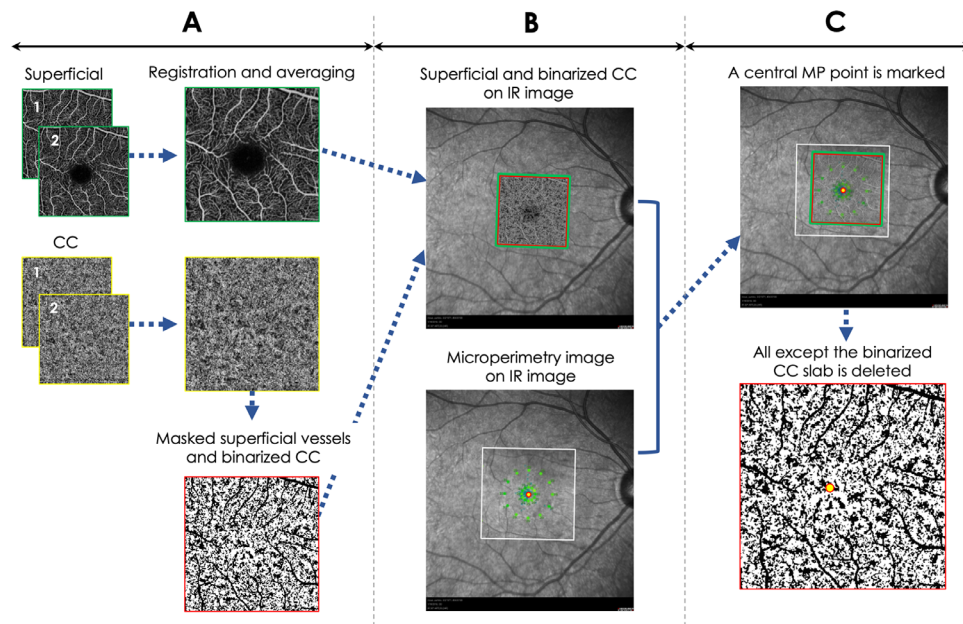 A
B
C
Superficial
Registration and averaging
1
2
CC
1
2
Masked superficial vessels
and binarized CC
Superficial and binarized CC
on IR image
Microperimetry image
on IR image
A central MP point is marked
All except the binarized
CC slab is deleted